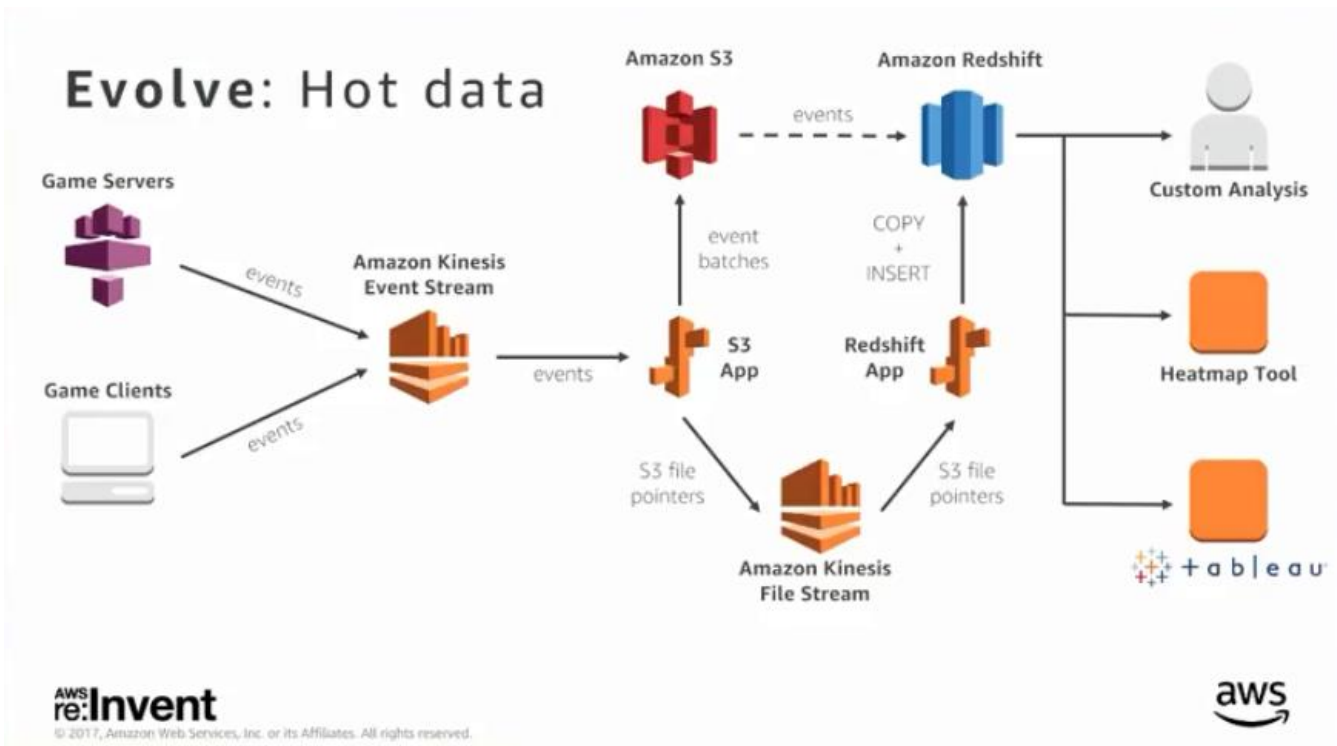 Evolve: Hot data
Amazon S3
Amazon Redshift
events
Custom Analysis
Game Servers
events
Amazon Kinesis
Event Stream
event
batches
COPY
+
INSERT
events
S3
App
Redshift
App
Heatmap Tool
Game Clients
events
S3 file
pointers
S3 file
pointers
Amazon Kinesis
File Stream
+ableau
AWS
re:Invent
© 2017, Amazon Web Services, Inc. or its Affiliates. All rights reserved.
aws